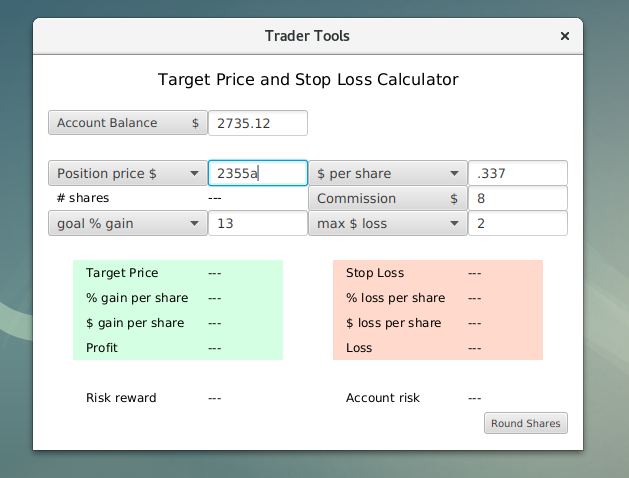 Trader Tools ×
Target Price and Stop Loss Calculator
Account Balance $ 2735.12
Position price $ 2355a $ per share .337
# shares --- Commission $ 8
goal % gain 13 max $ loss 2
Target Price --- Stop Loss ---
% gain per share --- % loss per share ---
$ gain per share --- $ loss per share ---
Profit --- Loss ---
Risk reward --- Account risk ---
Round Shares